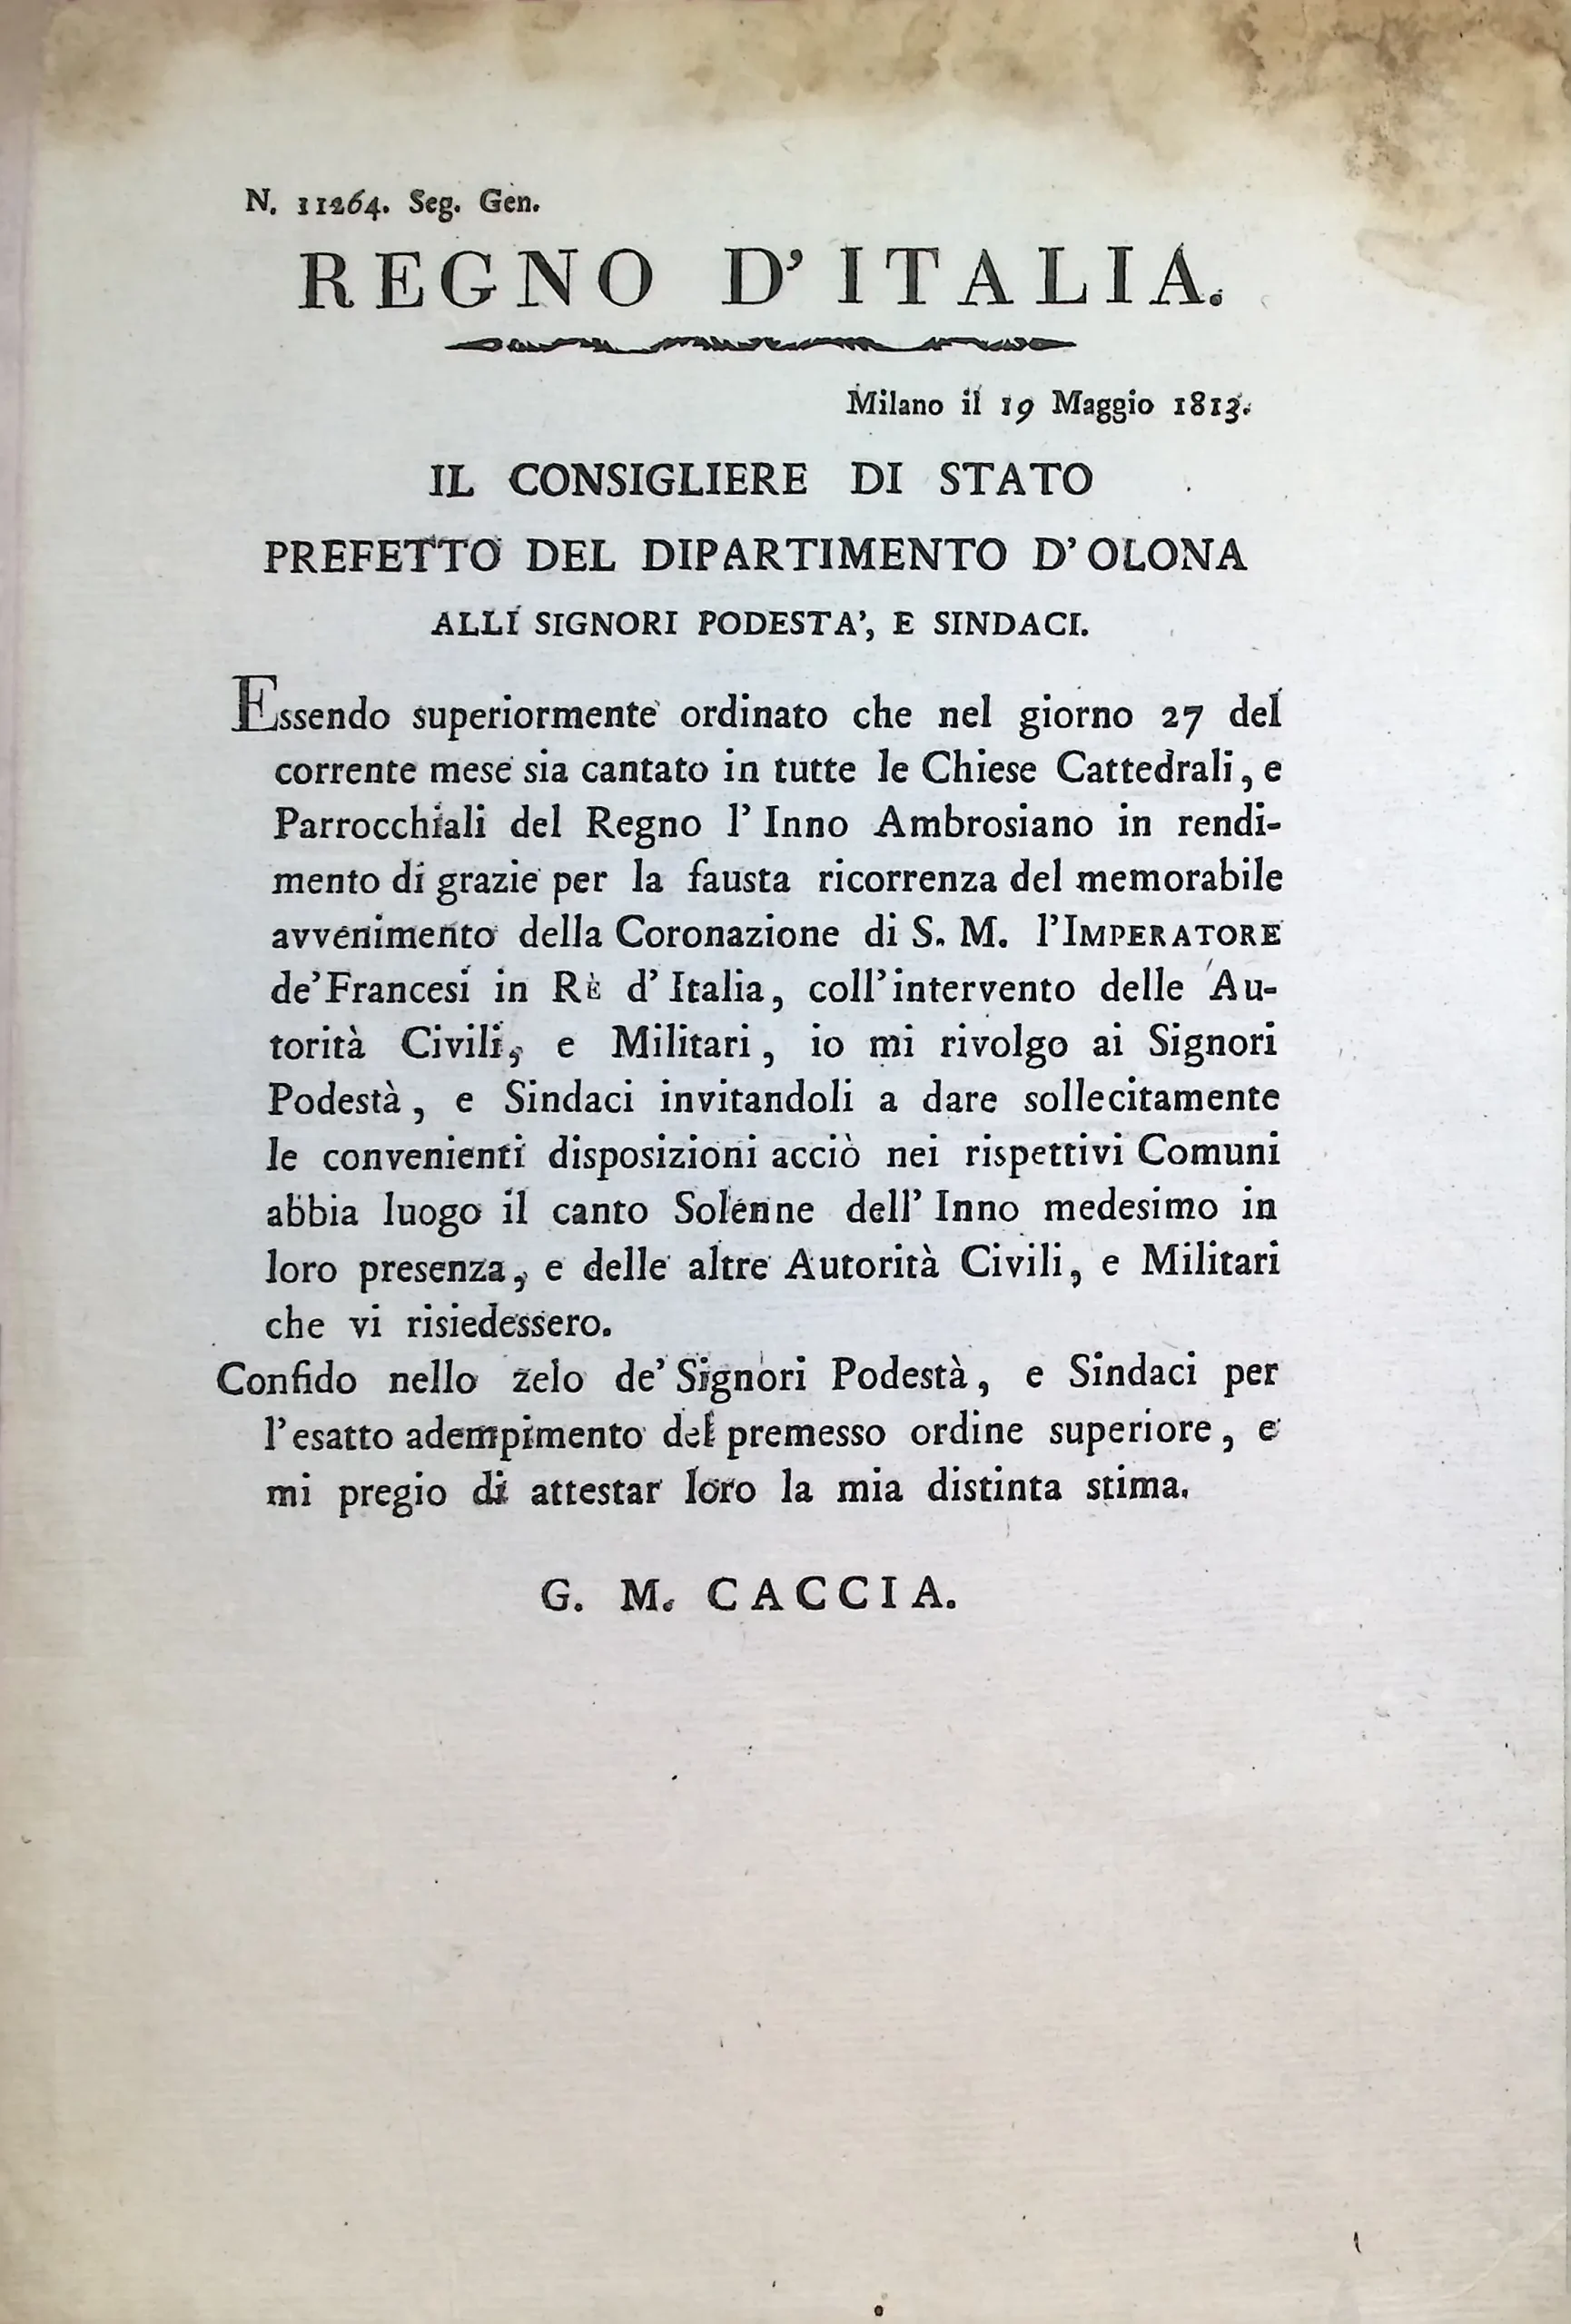 N. 11264. Seg. Gen.
REGNO D'ITALIA.
Milano il 19 Maggio 1813.
IL CONSIGLIERE DI STATO
PREFETTO DEL DIPARTIMENTO D'OLONA
ALLI SIGNORI PODESTA', E SINDACI.
Essendo superiormente ordinato che nel giorno 27 del
corrente mese sia cantato in tutte le Chiese Cattedrali, e
Parrocchiali del Regno l'Inno Ambrosiano in rendi-
mento di grazie per la fausta ricorrenza del memorabile
avvenimento della Coronazione di S. M. l'IMPERATORE
de'Francesi in RÈ d'Italia, coll'intervento delle Au-
torità Civili, e Militari, io mi rivolgo ai Signori
Podestà, e Sindaci invitandoli a dare sollecitamente
le convenienti disposizioni acciò nei rispettivi Comuni
abbia luogo il canto Solenne dell'Inno medesimo in
loro presenza, e delle altre Autorità Civili, e Militari
che vi risiedessero.
Confido nello zelo de'Signori Podestà, e Sindaci per
l'esatto adempimento del premesso ordine superiore, e
mi pregio di attestar loro la mia distinta stima.
G. M. CACCIA.